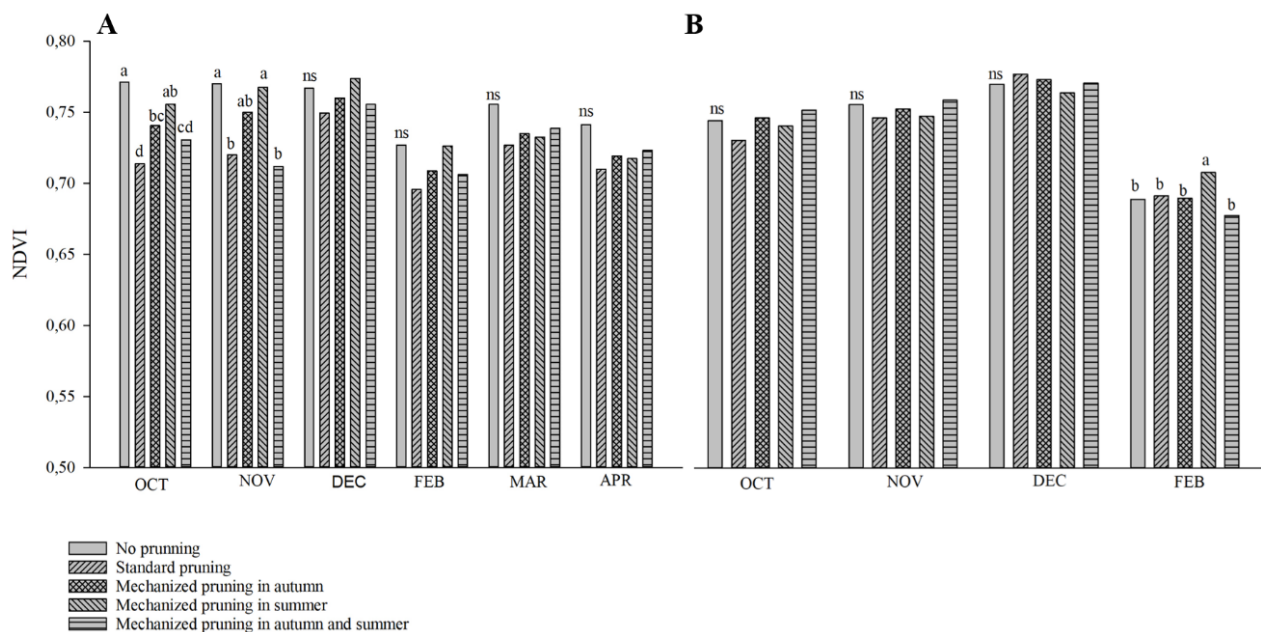 A B
0,80
a a ns ns ns ns
d bc ab cd
b ab a b
0,75
0,70
0,65
0,60
0,55
0,50
NDVI
OCT NOV DEC FEB MAR APR
ns ns ns b b b a b
OCT NOV DEC FEB
No prunning
Standard pruning
Mechanized pruning in autumn
Mechanized pruning in summer
Mechanized pruning in autumn and summer